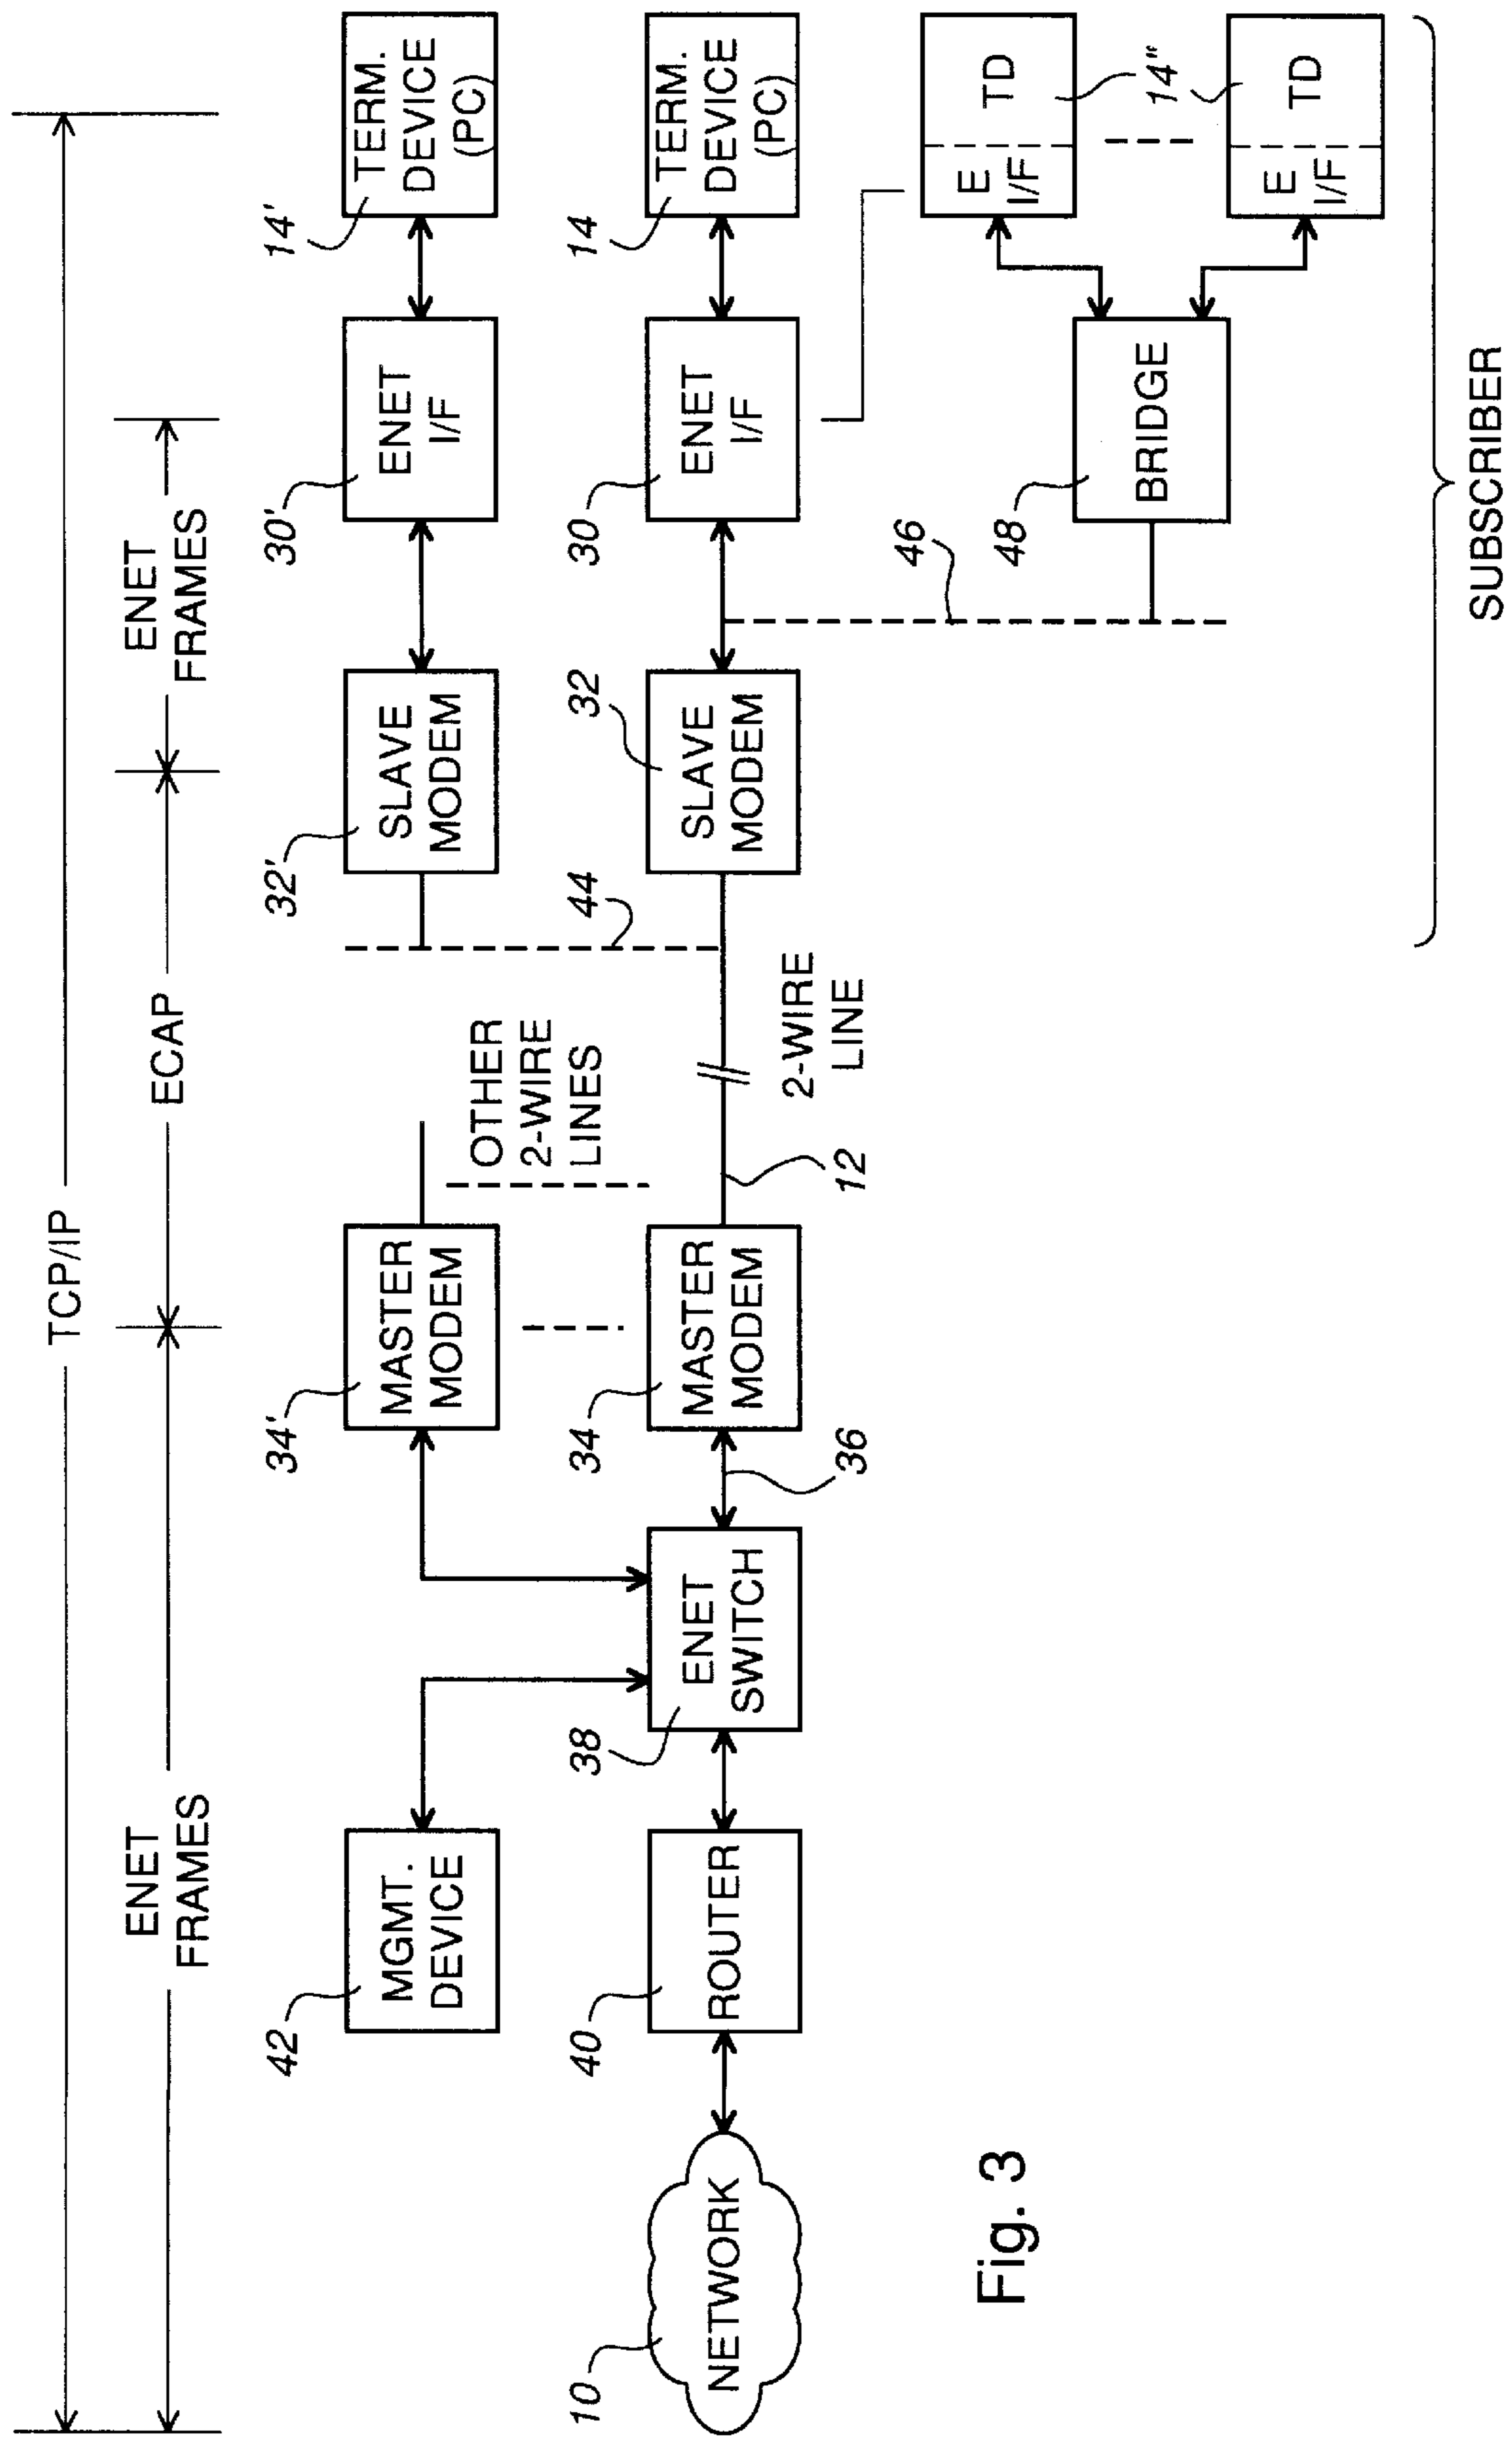 TCP/IP
ENET
FRAMES
ECAP
ENET
FRAMES
42
MGMT.
DEVICE
34'
MASTER
MODEM
32'
SLAVE
MODEM
30'
ENET
I/F
14'
TERM.
DEVICE
(PC)
OTHER
2-WIRE
LINES
44
10
NETWORK
40
ROUTER
38
ENET
SWITCH
36
34
MASTER
MODEM
12
2-WIRE
LINE
32
SLAVE
MODEM
30
ENET
I/F
14
TERM.
DEVICE
(PC)
46
48
BRIDGE
E
I/F
TD
14"
E
I/F
TD
SUBSCRIBER
Fig. 3